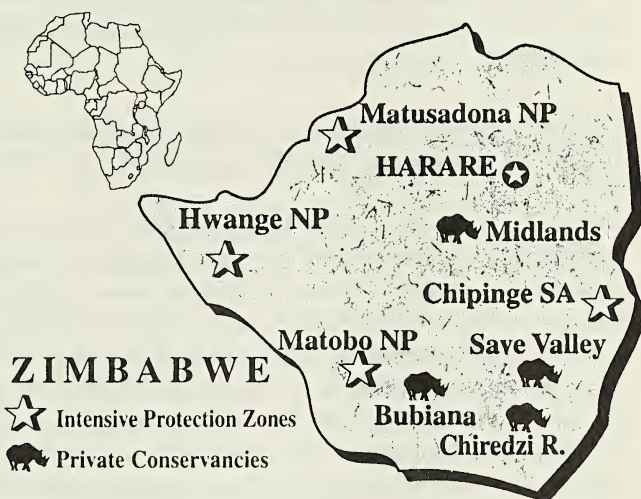 Matusadona NP
HARARE
Hwange NP
Midlands
Chipinge SA
Matobo NP
Save Valley
Bubiana
Chiredzi R.
ZIMBABWE
Intensive Protection Zones
Private Conservancies